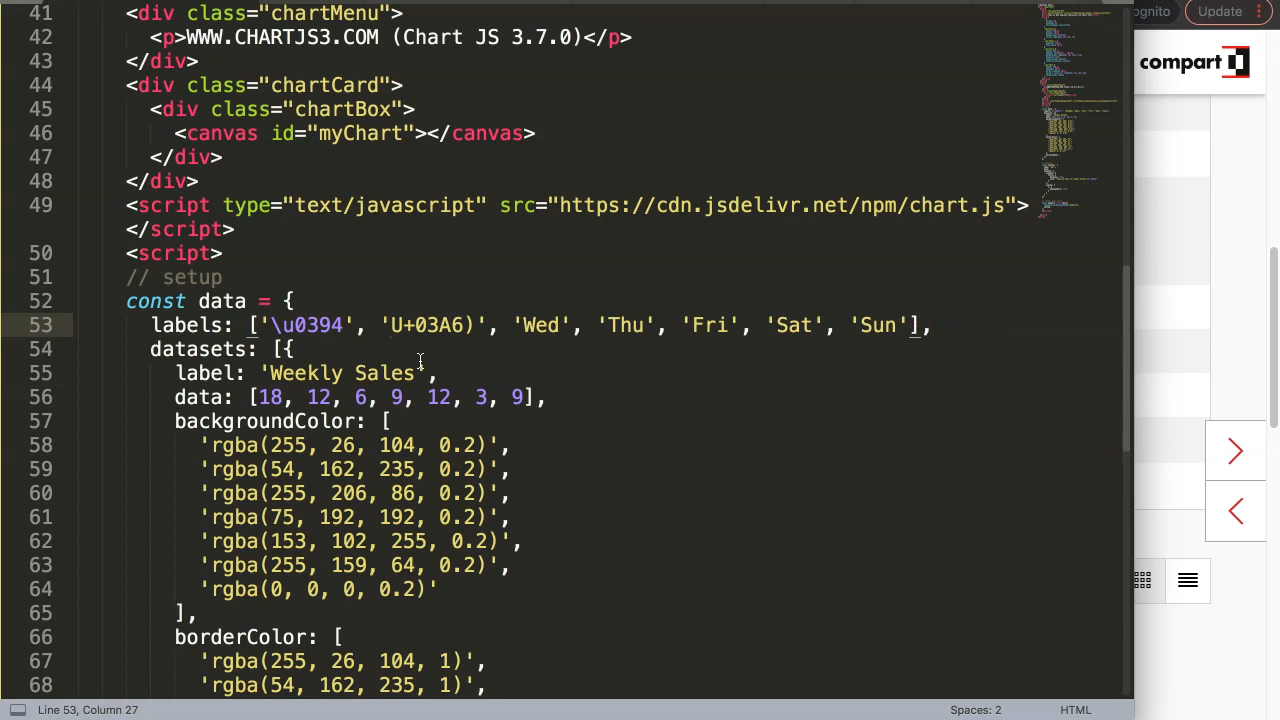 41 <div class="chartMenu">
42 <p>WWW.CHARTJS3.COM (Chart JS 3.7.0)</p>
43 </div>
44 <div class="chartCard">
45 <div class="chartBox">
46 <canvas id="myChart"></canvas>
47 </div>
48 </div>
49 <script type="text/javascript" src="https://cdn.jsdelivr.net/npm/chart.js">
</script>
50 <script>
51 // setup
52 const data = {
53 labels: ['\u0394', 'U+03A6)', 'Wed', 'Thu', 'Fri', 'Sat', 'Sun'],
54 datasets: [{
55 label: 'Weekly Sales',
56 data: [18, 12, 6, 9, 12, 3, 9],
57 backgroundColor: [
58 'rgba(255, 26, 104, 0.2)',
59 'rgba(54, 162, 235, 0.2)',
60 'rgba(255, 206, 86, 0.2)',
61 'rgba(75, 192, 192, 0.2)',
62 'rgba(153, 102, 255, 0.2)',
63 'rgba(255, 159, 64, 0.2)',
64 'rgba(0, 0, 0, 0.2)'
65 ],
66 borderColor: [
67 'rgba(255, 26, 104, 1)',
68 'rgba(54, 162, 235, 1)',
Line 53, Column 27
Spaces: 2
HTML
ognito
Update
compart